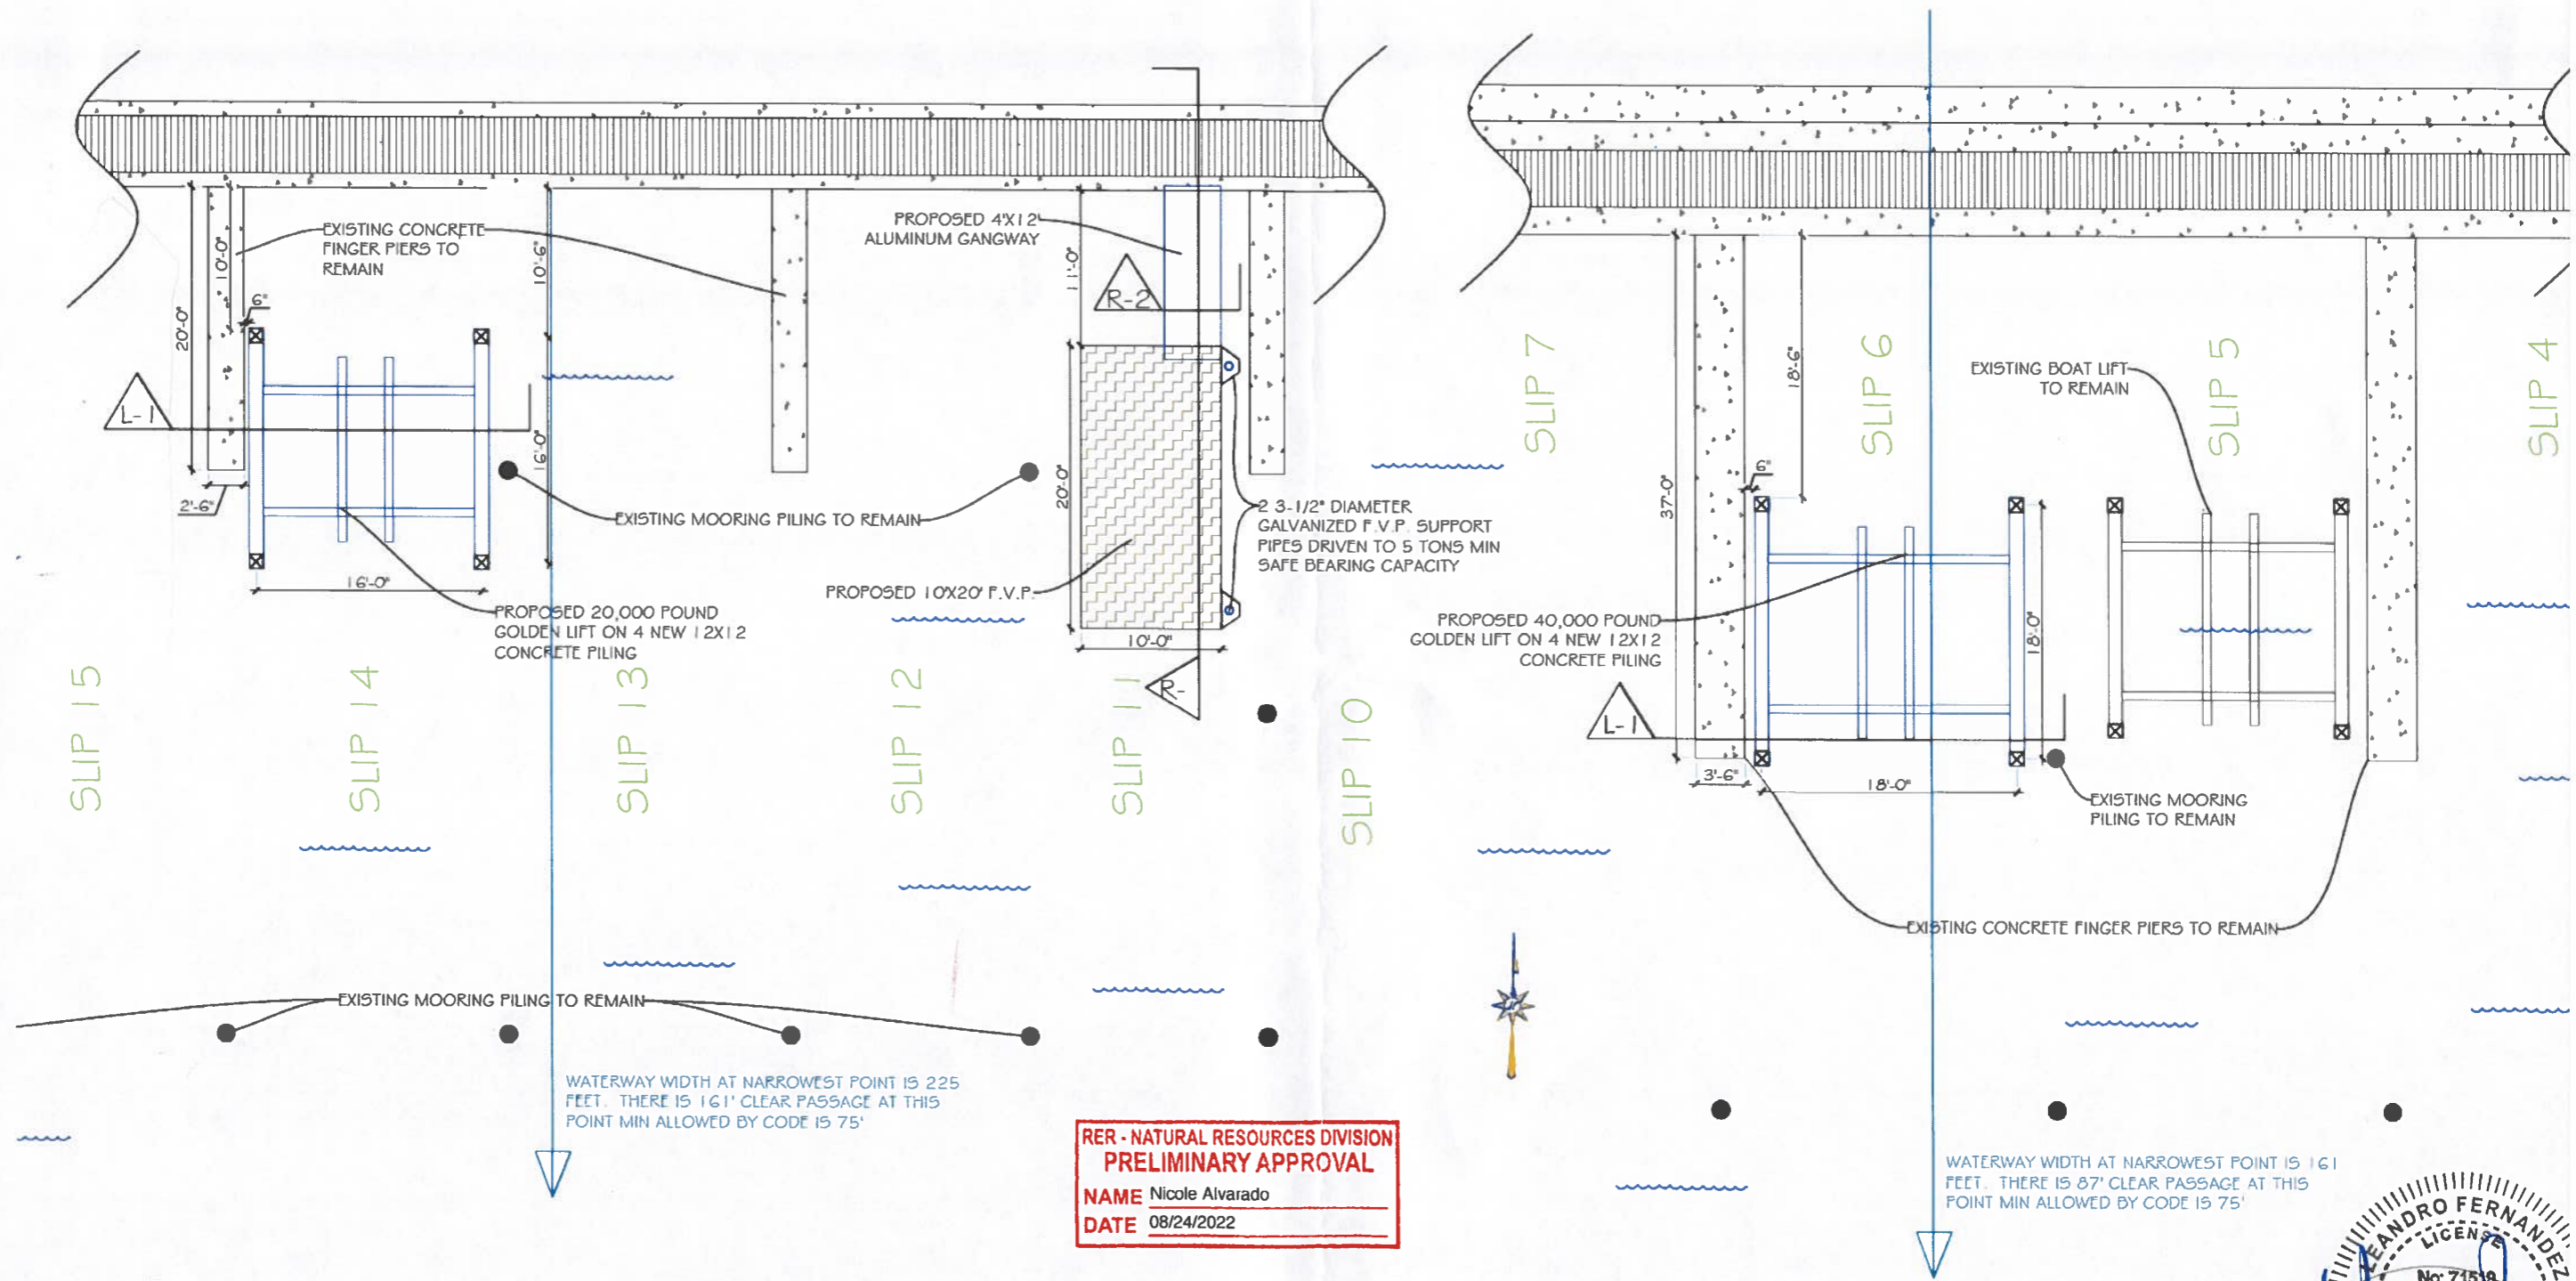 EXISTING CONCRETE
FINGER PIERS TO
REMAIN
10'-0"
20'-0"
6"
L-1
2'-6"
16'-0"
10'-6"
16'-0"
PROPOSED 4'X12'
ALUMINUM GANGWAY
11'-0"
R-2
EXISTING MOORING PILING TO REMAIN
20'-0"
2 3-1/2" DIAMETER
GALVANIZED F.V.P. SUPPORT
PIPES DRIVEN TO 5 TONS MIN
SAFE BEARING CAPACITY
PROPOSED 10'X20' F.V.P.
10'-0"
R-
PROPOSED 20,000 POUND
GOLDEN LIFT ON 4 NEW 12X12
CONCRETE PILING
SLIP 15
SLIP 14
SLIP 13
SLIP 12
SLIP 11
SLIP 10
EXISTING MOORING PILING TO REMAIN
WATERWAY WIDTH AT NARROWEST POINT IS 225
FEET. THERE IS 161' CLEAR PASSAGE AT THIS
POINT MIN ALLOWED BY CODE IS 75'
RER - NATURAL RESOURCES DIVISION
PRELIMINARY APPROVAL
NAME Nicole Alvarado
DATE 08/24/2022
SLIP 7
SLIP 6
SLIP 5
SLIP 4
37'-0"
18'-6"
6"
EXISTING BOAT LIFT
TO REMAIN
PROPOSED 40,000 POUND
GOLDEN LIFT ON 4 NEW 12X12
CONCRETE PILING
L-1
3'-6"
18'-0"
18'-0"
EXISTING MOORING
PILING TO REMAIN
EXISTING CONCRETE FINGER PIERS TO REMAIN
WATERWAY WIDTH AT NARROWEST POINT IS 161
FEET. THERE IS 87' CLEAR PASSAGE AT THIS
POINT MIN ALLOWED BY CODE IS 75'
LEANDRO FERNANDEZ
LICENSE
No. 71519